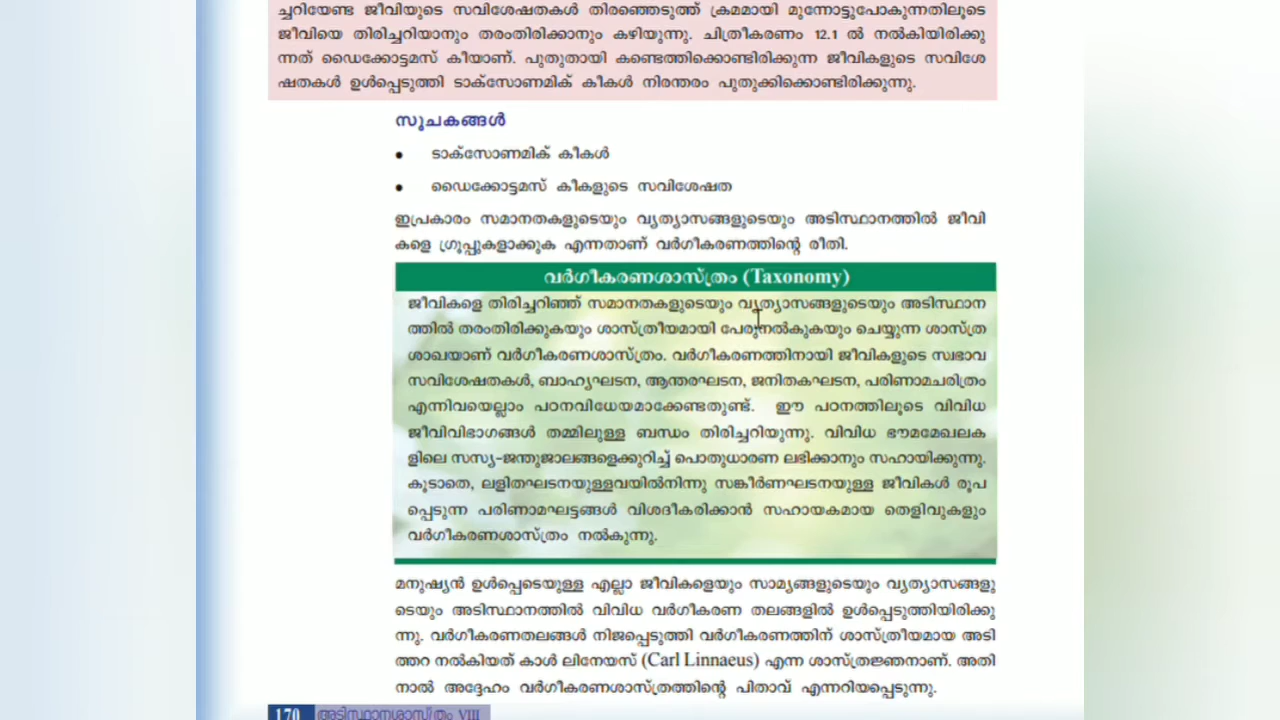 ച്ചറിയേണ്ട ജീവിയുടെ സവിശേഷതകൾ തിരഞ്ഞെടുത്ത് ക്രമമായി മുന്നോട്ടുപോകുന്നതിലൂടെ
ജീവിയെ തിരിച്ചറിയാനും തരംതിരിക്കാനും കഴിയുന്നു. ചിത്രീകരണം 12.1 ൽ നൽകിയിരിക്കു
ന്നത് ഡൈക്കോട്ടമസ് കീയാണ്. പുതുതായി കണ്ടെത്തിക്കൊണ്ടിരിക്കുന്ന ജീവികളുടെ സവിശേ
ഷതകൾ ഉൾപ്പെടുത്തി ടാക്സോണമിക് കീകൾ നിരന്തരം പുതുക്കിക്കൊണ്ടിരിക്കുന്നു.
സൂചകങ്ങൾ
• ടാക്സോണമിക് കീകൾ
• ഡൈക്കോട്ടമസ് കീകളുടെ സവിശേഷത
ഇപ്രകാരം സമാനതകളുടെയും വ്യത്യാസങ്ങളുടെയും അടിസ്ഥാനത്തിൽ ജീവി
കളെ ഗ്രൂപ്പുകളാക്കുക എന്നതാണ് വർഗീകരണത്തിന്റെ രീതി.
വർഗീകരണശാസ്ത്രം (Taxonomy)
ജീവികളെ തിരിച്ചറിഞ്ഞ് സമാനതകളുടെയും വ്യത്യാസങ്ങളുടെയും അടിസ്ഥാന
ത്തിൽ തരംതിരിക്കുകയും ശാസ്ത്രീയമായി പേരുനൽകുകയും ചെയ്യുന്ന ശാസ്ത്ര
ശാഖയാണ് വർഗീകരണശാസ്ത്രം. വർഗീകരണത്തിനായി ജീവികളുടെ സ്വഭാവ
സവിശേഷതകൾ, ബാഹ്യഘടന, ആന്തരഘടന, ജനിതകഘടന, പരിണാമചരിത്രം
എന്നിവയെല്ലാം പഠനവിധേയമാക്കേണ്ടതുണ്ട്. ഈ പഠനത്തിലൂടെ വിവിധ
ജീവിവിഭാഗങ്ങൾ തമ്മിലുള്ള ബന്ധം തിരിച്ചറിയുന്നു. വിവിധ ഭൗമമേഖലക
ളിലെ സസ്യ-ജന്തുജാലങ്ങളെക്കുറിച്ച് പൊതുധാരണ ലഭിക്കാനും സഹായിക്കുന്നു.
കൂടാതെ, ലളിതഘടനയുള്ളവയിൽനിന്നു സങ്കീർണഘടനയുള്ള ജീവികൾ രൂപ
പ്പെടുന്ന പരിണാമഘട്ടങ്ങൾ വിശദീകരിക്കാൻ സഹായകമായ തെളിവുകളും
വർഗീകരണശാസ്ത്രം നൽകുന്നു.
മനുഷ്യൻ ഉൾപ്പെടെയുള്ള എല്ലാ ജീവികളെയും സാമ്യങ്ങളുടെയും വ്യത്യാസങ്ങളു
ടെയും അടിസ്ഥാനത്തിൽ വിവിധ വർഗീകരണ തലങ്ങളിൽ ഉൾപ്പെടുത്തിയിരിക്കു
ന്നു. വർഗീകരണതലങ്ങൾ നിജപ്പെടുത്തി വർഗീകരണത്തിന് ശാസ്ത്രീയമായ അടി
ത്തറ നൽകിയത് കാൾ ലിനേയസ് (Carl Linnaeus) എന്ന ശാസ്ത്രജ്ഞനാണ്. അതി
നാൽ അദ്ദേഹം വർഗീകരണശാസ്ത്രത്തിന്റെ പിതാവ് എന്നറിയപ്പെടുന്നു.
170 അടിസ്ഥാനശാസ്ത്രം VIII